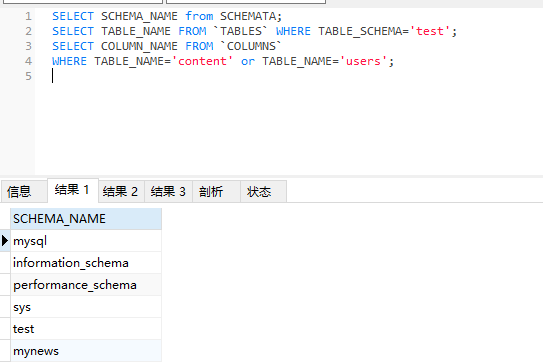 1 SELECT SCHEMA_NAME from SCHEMATA;
2 SELECT TABLE_NAME FROM `TABLES` WHERE TABLE_SCHEMA='test';
3 SELECT COLUMN_NAME FROM `COLUMNS`
4 WHERE TABLE_NAME='content' or TABLE_NAME='users';
5
信息 结果 1 结果 2 结果 3 剖析 状态
SCHEMA_NAME
mysql
information_schema
performance_schema
sys
test
mynews